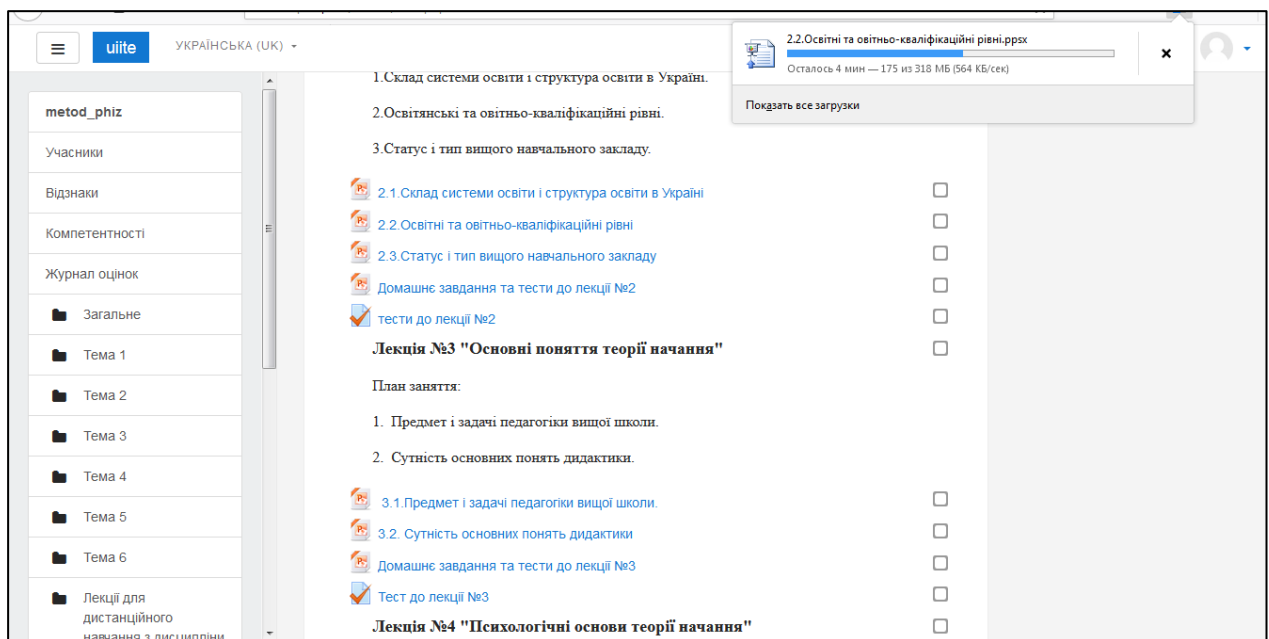 uiite
УКРАЇНСЬКА (UK)
2.2.Освітні та овітньо-кваліфікаційні рівні.ppsx
Осталось 4 мин — 175 из 318 МБ (564 КБ/сек)
Показать все загрузки
metod_phiz
Учасники
Відзнаки
Компетентності
Журнал оцінок
Загальне
Тема 1
Тема 2
Тема 3
Тема 4
Тема 5
Тема 6
Лекції для
дистанційного
навчання з дисципліни
1.Склад системи освіти і структура освіти в Україні.
2.Освітянські та овітньо-кваліфікаційні рівні.
3.Статус і тип вищого навчального закладу.
2.1.Склад системи освіти і структура освіти в Україні
2.2.Освітні та овітньо-кваліфікаційні рівні
2.3.Статус і тип вищого навчального закладу
Домашнє завдання та тести до лекції №2
тести до лекції №2
Лекція №3 "Основні поняття теорії начання"
План заняття:
1. Предмет і задачі педагогіки вищої школи.
2. Сутність основних понять дидактики.
3.1.Предмет і задачі педагогіки вищої школи.
3.2. Сутність основних понять дидактики
Домашнє завдання та тести до лекції №3
Тест до лекції №3
Лекція №4 "Психологічні основи теорії начання"